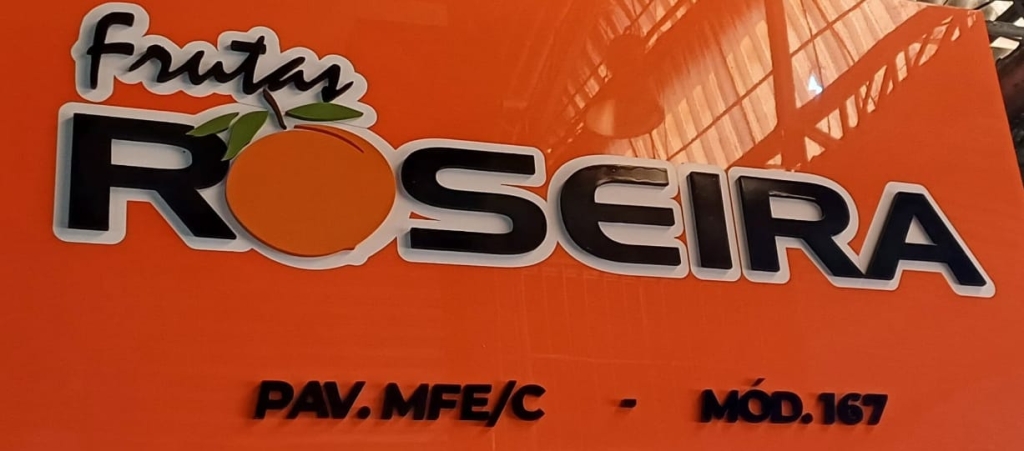 Frutas
ROSEIRA
PAV. MFE/C - MÓD. 167